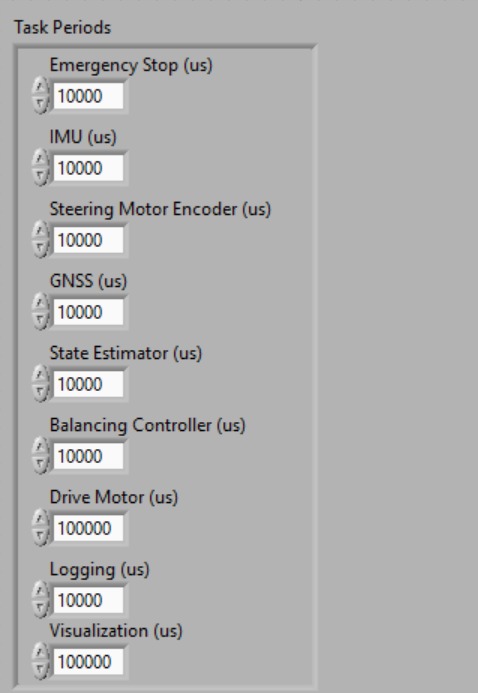 Task Periods
Emergency Stop (us)
10000
IMU (us)
10000
Steering Motor Encoder (us)
10000
GNSS (us)
10000
State Estimator (us)
10000
Balancing Controller (us)
10000
Drive Motor (us)
100000
Logging (us)
10000
Visualization (us)
100000